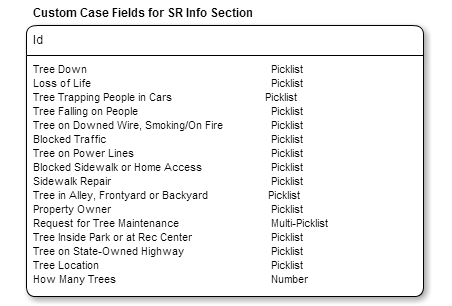 Custom Case Fields for SR Info Section
Id
Tree Down Picklist
Loss of Life Picklist
Tree Trapping People in Cars Picklist
Tree Falling on People Picklist
Tree on Downed Wire, Smoking/On Fire Picklist
Blocked Traffic Picklist
Tree on Power Lines Picklist
Blocked Sidewalk or Home Access Picklist
Sidewalk Repair Picklist
Tree in Alley, Frontyard or Backyard Picklist
Property Owner Picklist
Request for Tree Maintenance Multi-Picklist
Tree Inside Park or at Rec Center Picklist
Tree on State-Owned Highway Picklist
Tree Location Picklist
How Many Trees Number